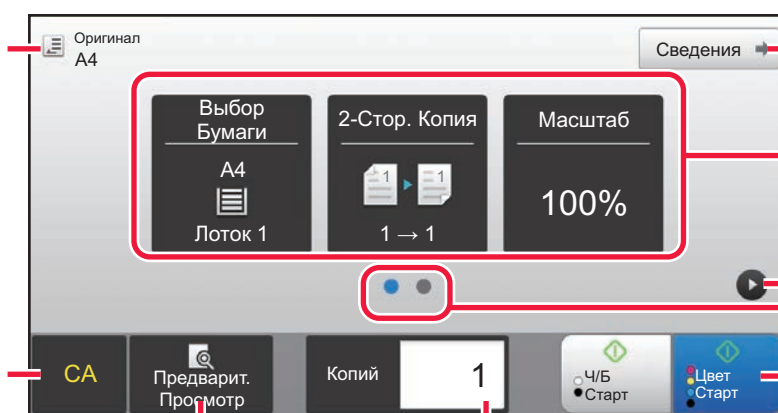 Оригинал
A4
Сведения
Выбор
Бумаги
A4
Лоток 1
2-Стор. Копия
1
1
1 → 1
Масштаб
100%
CA
Предварит.
Просмотр
Копий
1
Ч/Б
Старт
Цвет
Старт